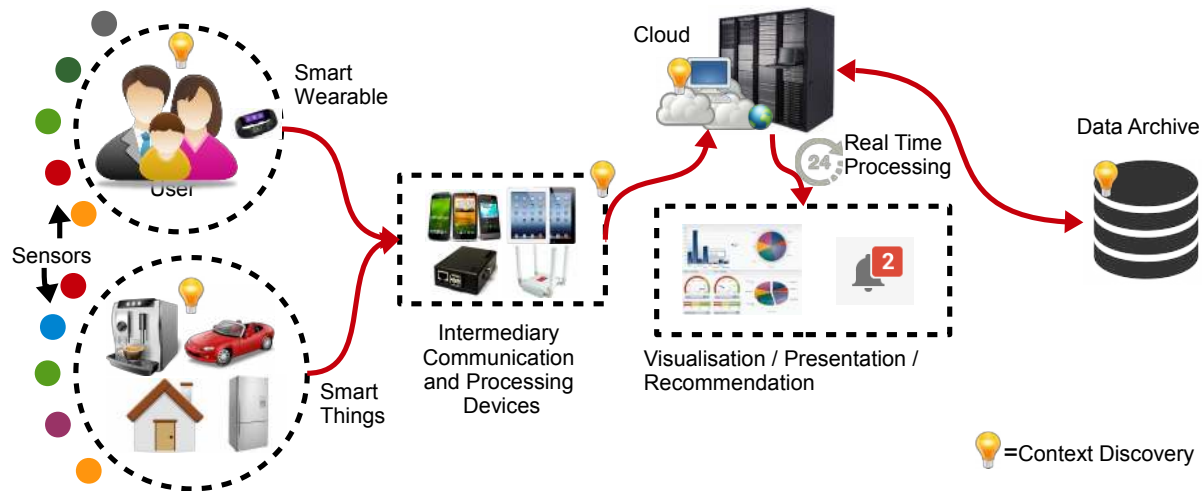 Smart
Wearable
User
Sensors
Smart
Things
Intermediary
Communication
and Processing
Devices
Cloud
24
Real Time
Processing
2
Visualisation / Presentation /
Recommendation
Data Archive
=Context Discovery